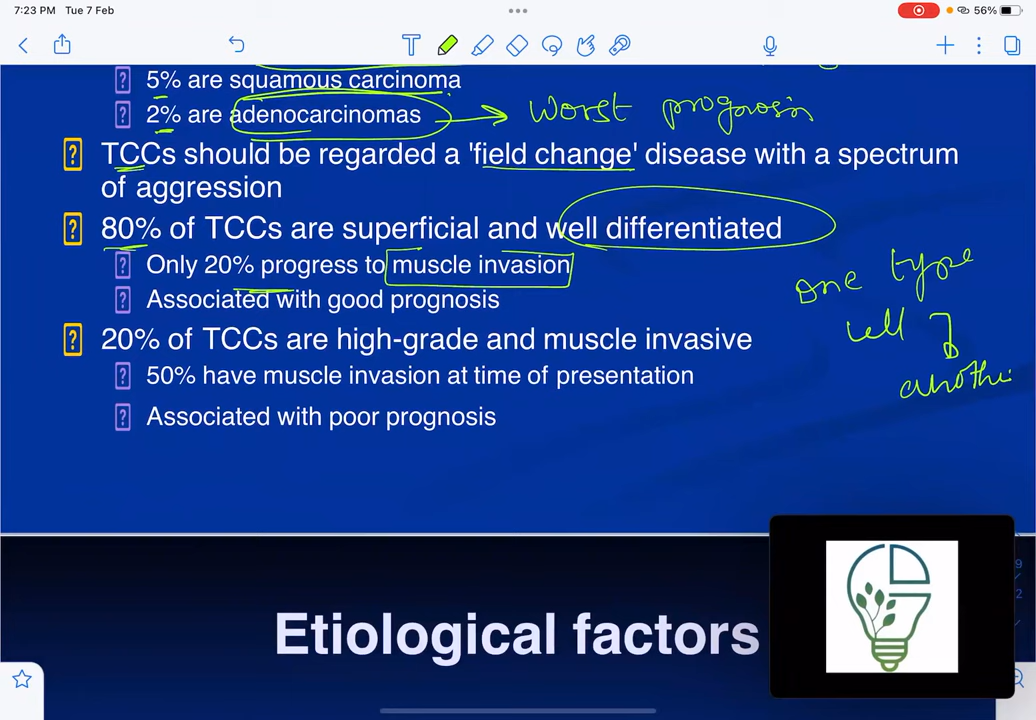 7:23 PM Tue 7 Feb
56%
5% are squamous carcinoma
2% are adenocarcinomas
worst prognosis
TCCs should be regarded a 'field change' disease with a spectrum
of aggression
80% of TCCs are superficial and well differentiated
Only 20% progress to muscle invasion
Associated with good prognosis
one type
cell
another
20% of TCCs are high-grade and muscle invasive
50% have muscle invasion at time of presentation
Associated with poor prognosis
Etiological factors